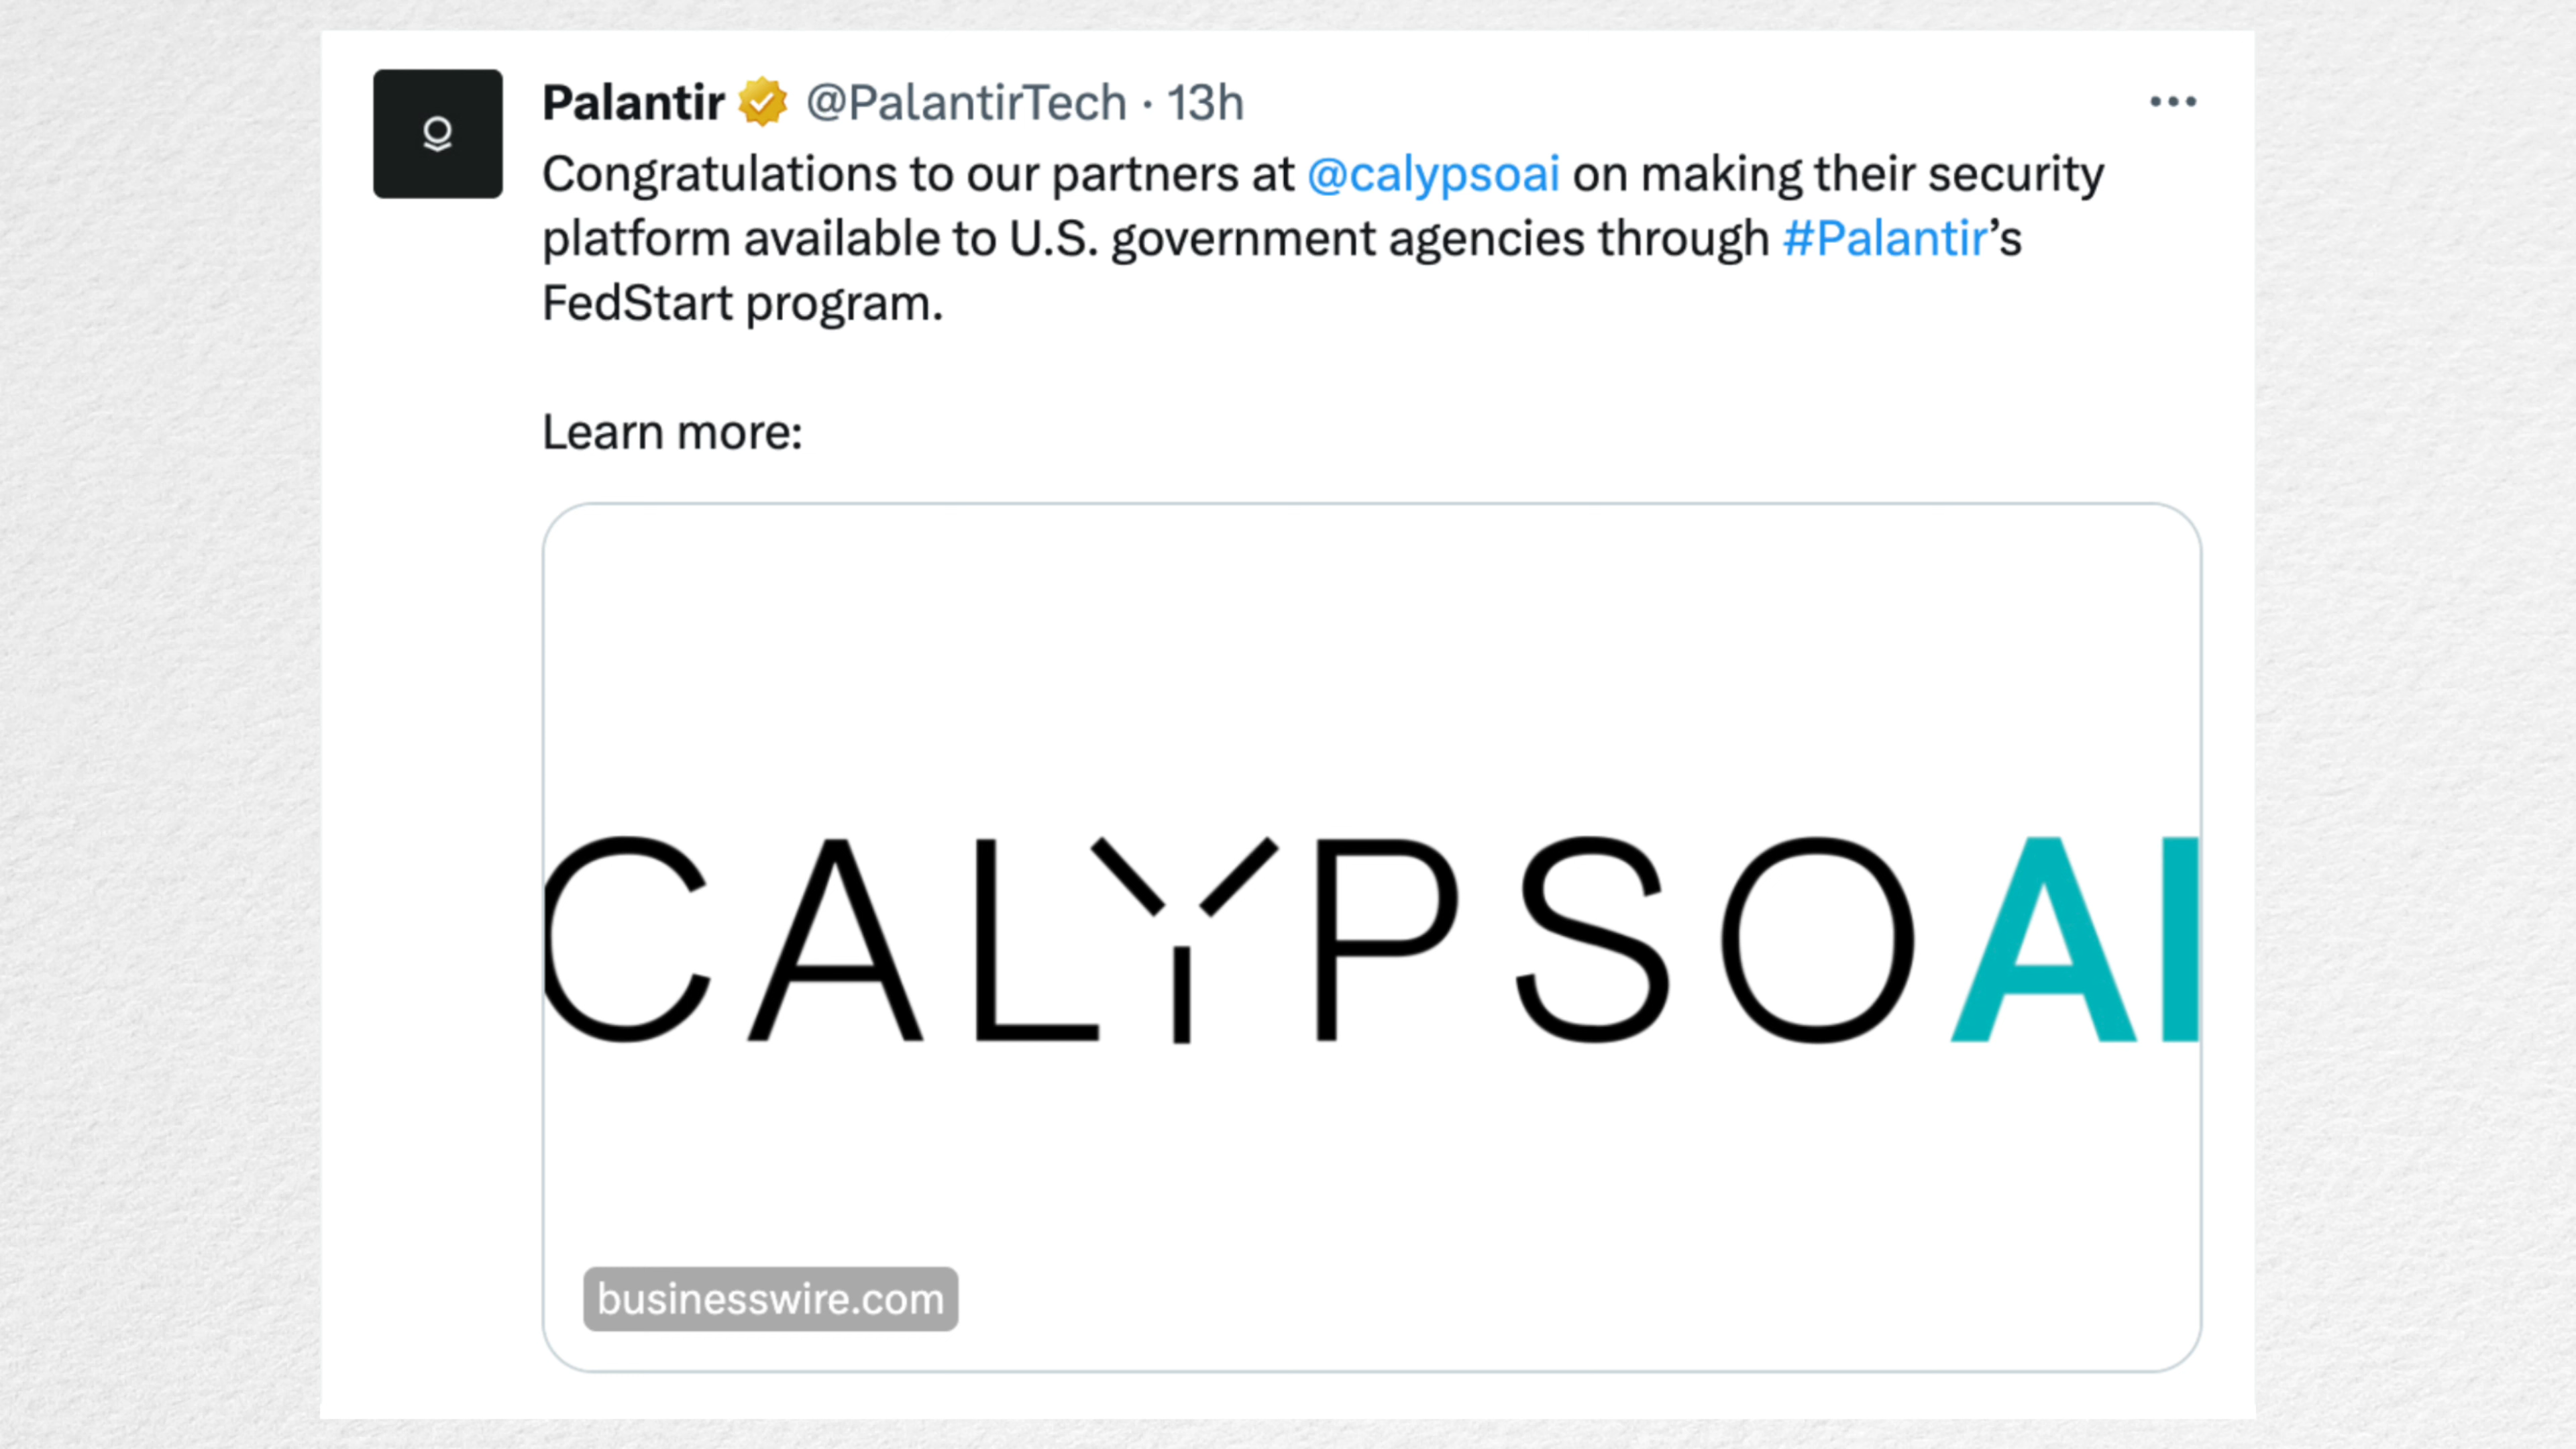 Palantir @PalantirTech · 13h
Congratulations to our partners at @calypsoai on making their security
platform available to U.S. government agencies through #Palantir’s
FedStart program.
Learn more:
CALYPSOAI
businesswire.com